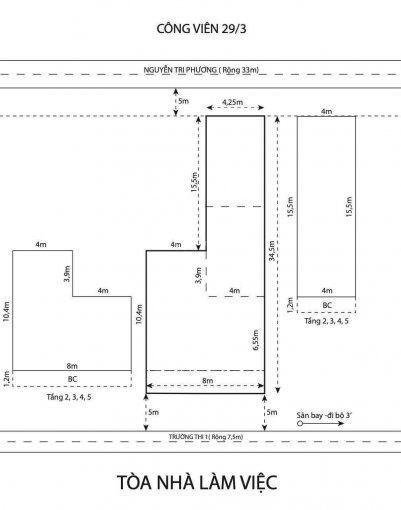 CÔNG VIÊN 29/3
NGUYỄN TRI PHƯƠNG ( Rộng 33m)
5m
4,25m
4m
15,5m
15,5m
15,5m
34,5m
4m
4m
3,9m
3,9m
4m
4m
4m
10,4m
10,4m
6,55m
1,2m
BC
Tầng 2, 3, 4, 5
8m
1,2m
BC
8m
Tầng 2, 3, 4, 5
5m
5m
Sân bay -đi bộ 3'
TRƯỜNG THI 1( Rộng 7,5m)
TÒA NHÀ LÀM VIỆC